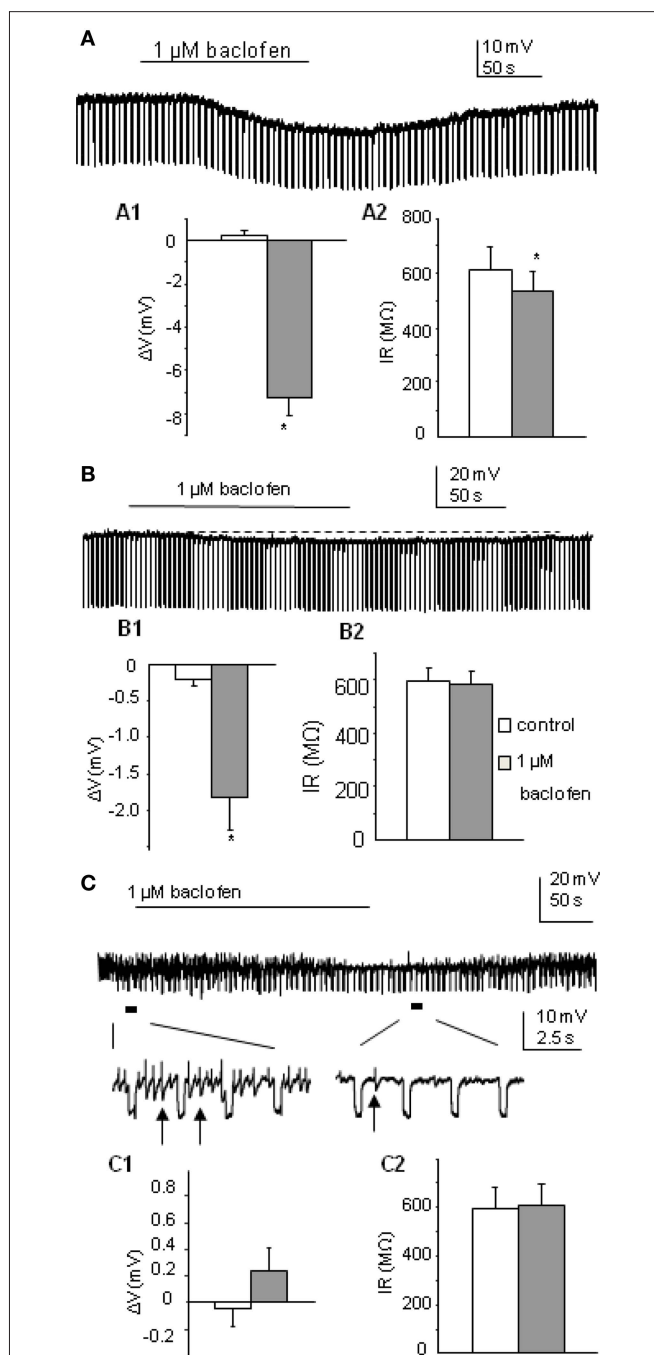 A
1 µM baclofen
10 mV
50 s
A1
0
-2
-4
-6
-8
ΔV (mV)
*
A2
800
600
400
200
0
IR (MΩ)
*
B
1 µM baclofen
20 mV
50 s
B1
0
-0.5
-1.0
-1.5
-2.0
ΔV (mV)
*
B2
600
400
200
0
IR (MΩ)
control
1 µM
baclofen
C
1 µM baclofen
20 mV
50 s
10 mV
2.5 s
C1
0.8
0.6
0.4
0.2
0
-0.2
ΔV (mV)
C2
600
400
200
0
IR (MΩ)